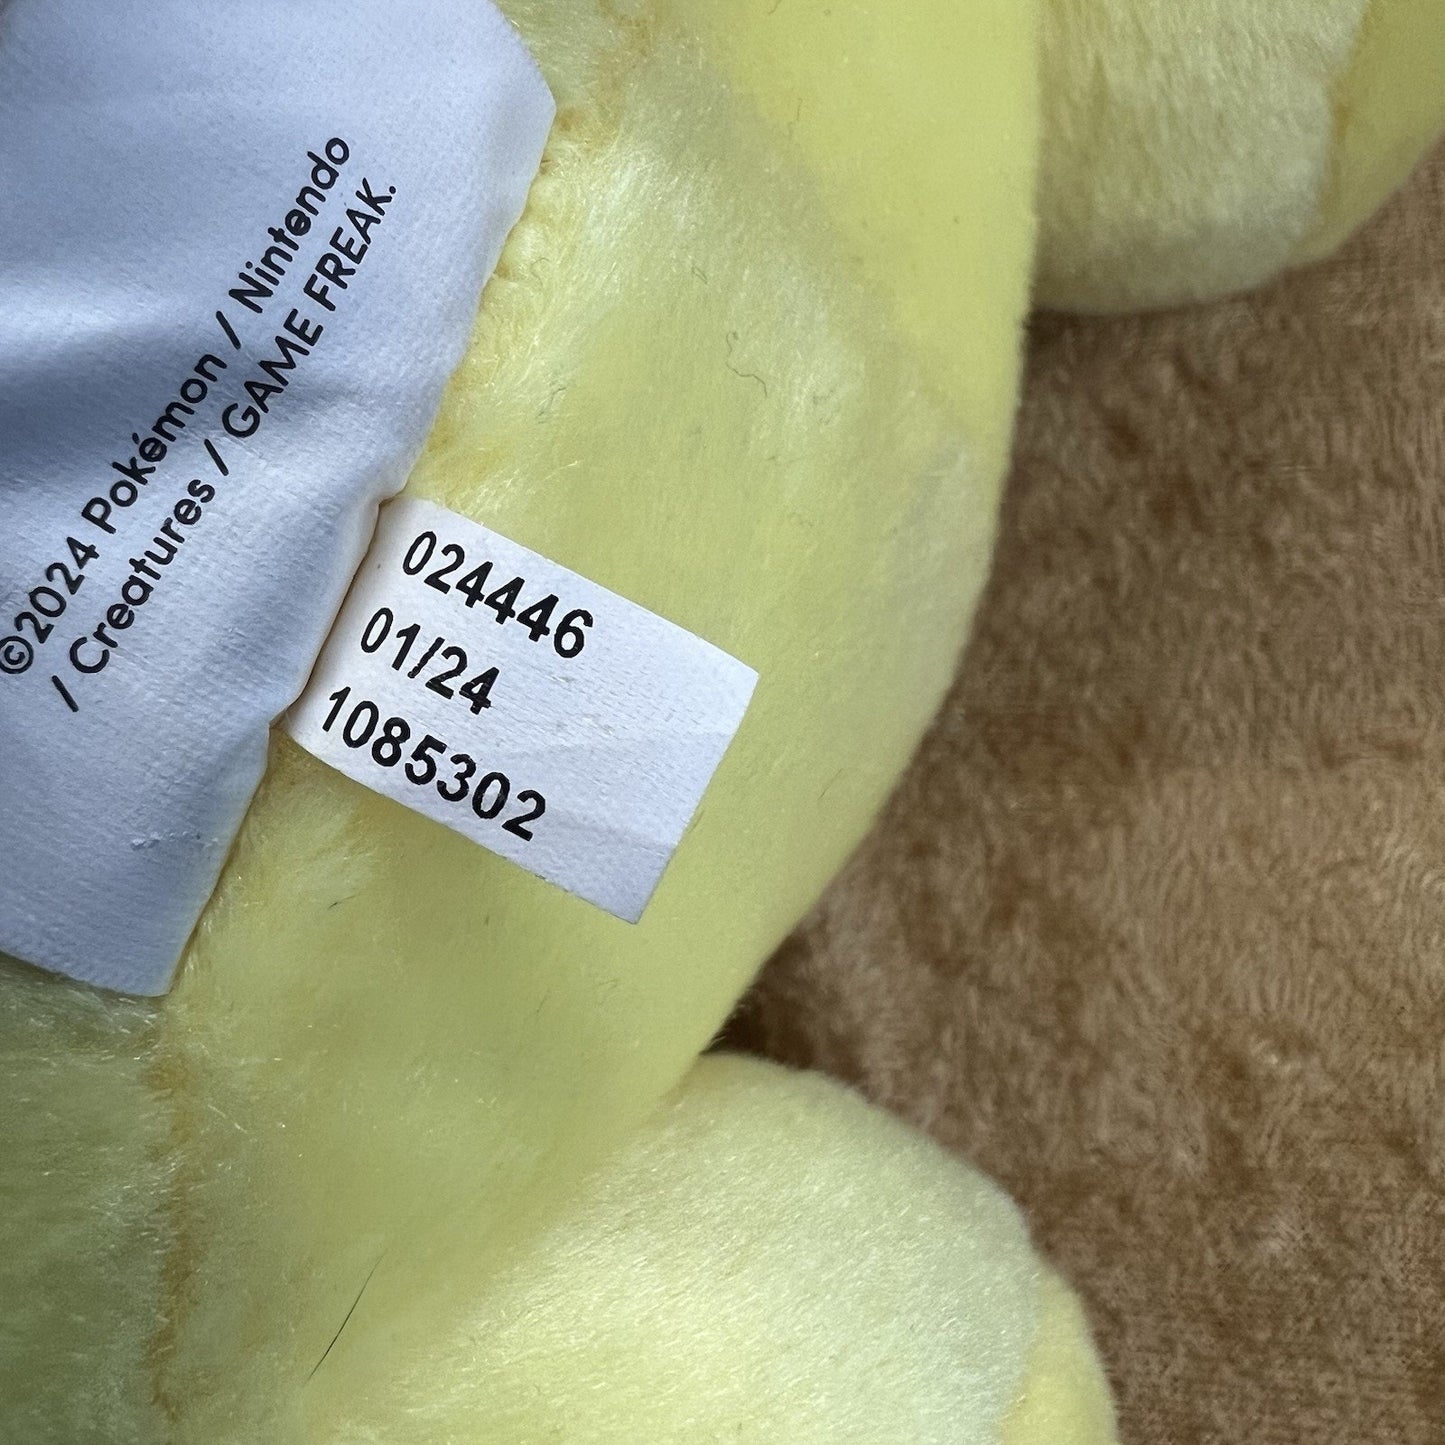 ©2024 Pokémon / Nintendo
/ Creatures / GAME FREAK.
024446
01/24
1085302